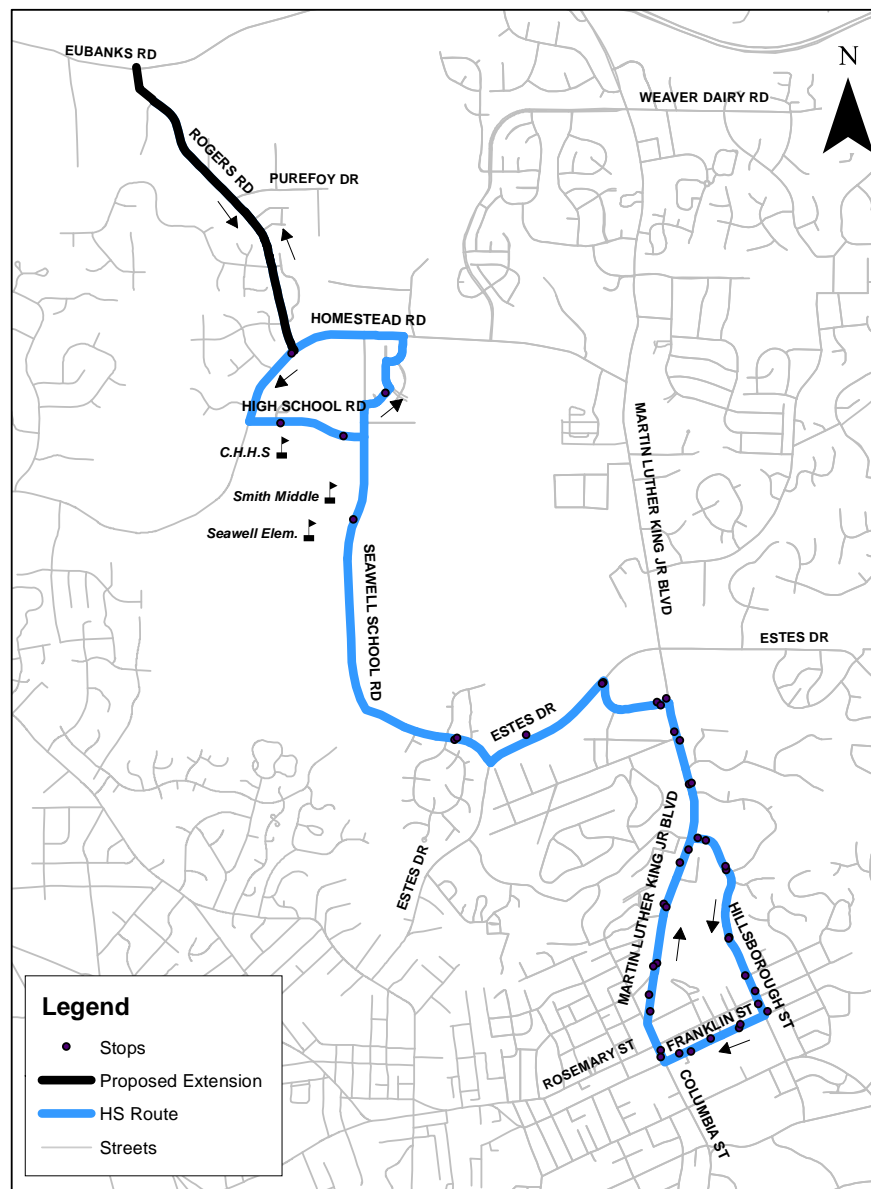 EUBANKS RD
N
WEAVER DAIRY RD
ROGERS RD
PUREFOY DR
HOMESTEAD RD
HIGH SCHOOL RD
C.H.H.S
Smith Middle
Seawell Elem.
MARTIN LUTHER KING JR BLVD
SEAWELL SCHOOL RD
ESTES DR
ESTES DR
ESTES DR
MARTIN LUTHER KING JR BLVD
HILLSBOROUGH ST
FRANKLIN ST
ROSEMARY ST
COLUMBIA ST
Legend
Stops
Proposed Extension
HS Route
Streets